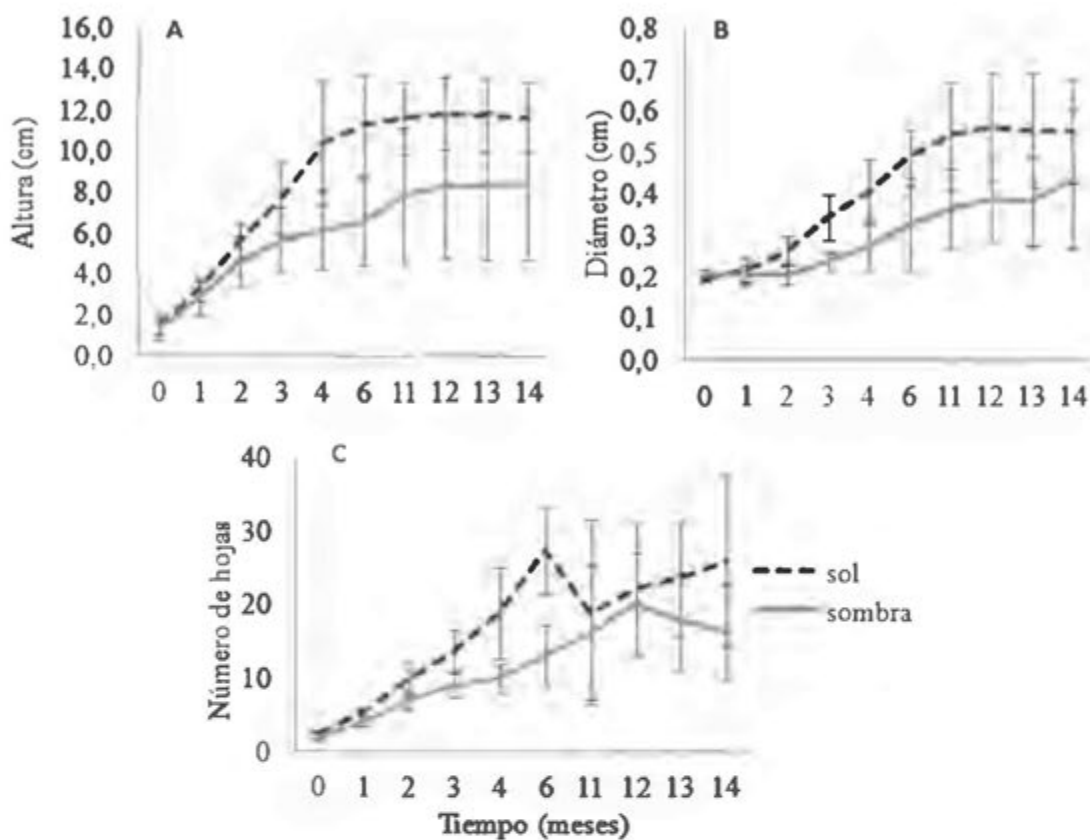 A
16,0
14,0
12,0
10,0
8,0
6,0
4,0
2,0
0,0
Altura (cm)
0 1 2 3 4 6 11 12 13 14
B
0,8
0,7
0,6
0,5
0,4
0,3
0,2
0,1
0,0
Diámetro (cm)
0 1 2 3 4 6 11 12 13 14
C
40
30
20
10
0
Número de hojas
0 1 2 3 4 6 11 12 13 14
Tiempo (meses)
sol
sombra